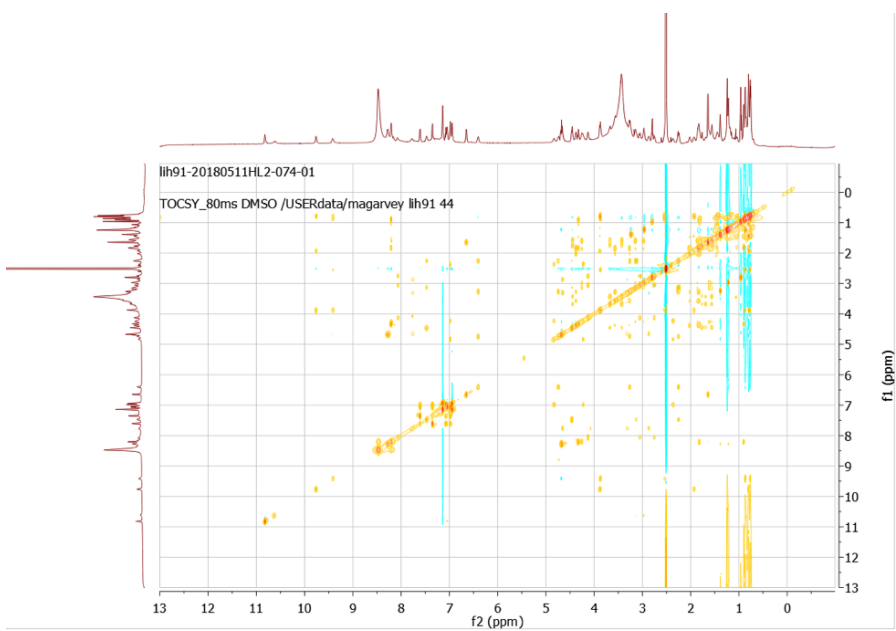 lih91-20180511HL2-074-01
TOCSY_80ms DMSO /USERdata/magarvey lih91 44
0
1
2
3
4
5
6
7
8
9
10
11
12
13
f1 (ppm)
13 12 11 10 9 8 7 6 5 4 3 2 1 0
f2 (ppm)